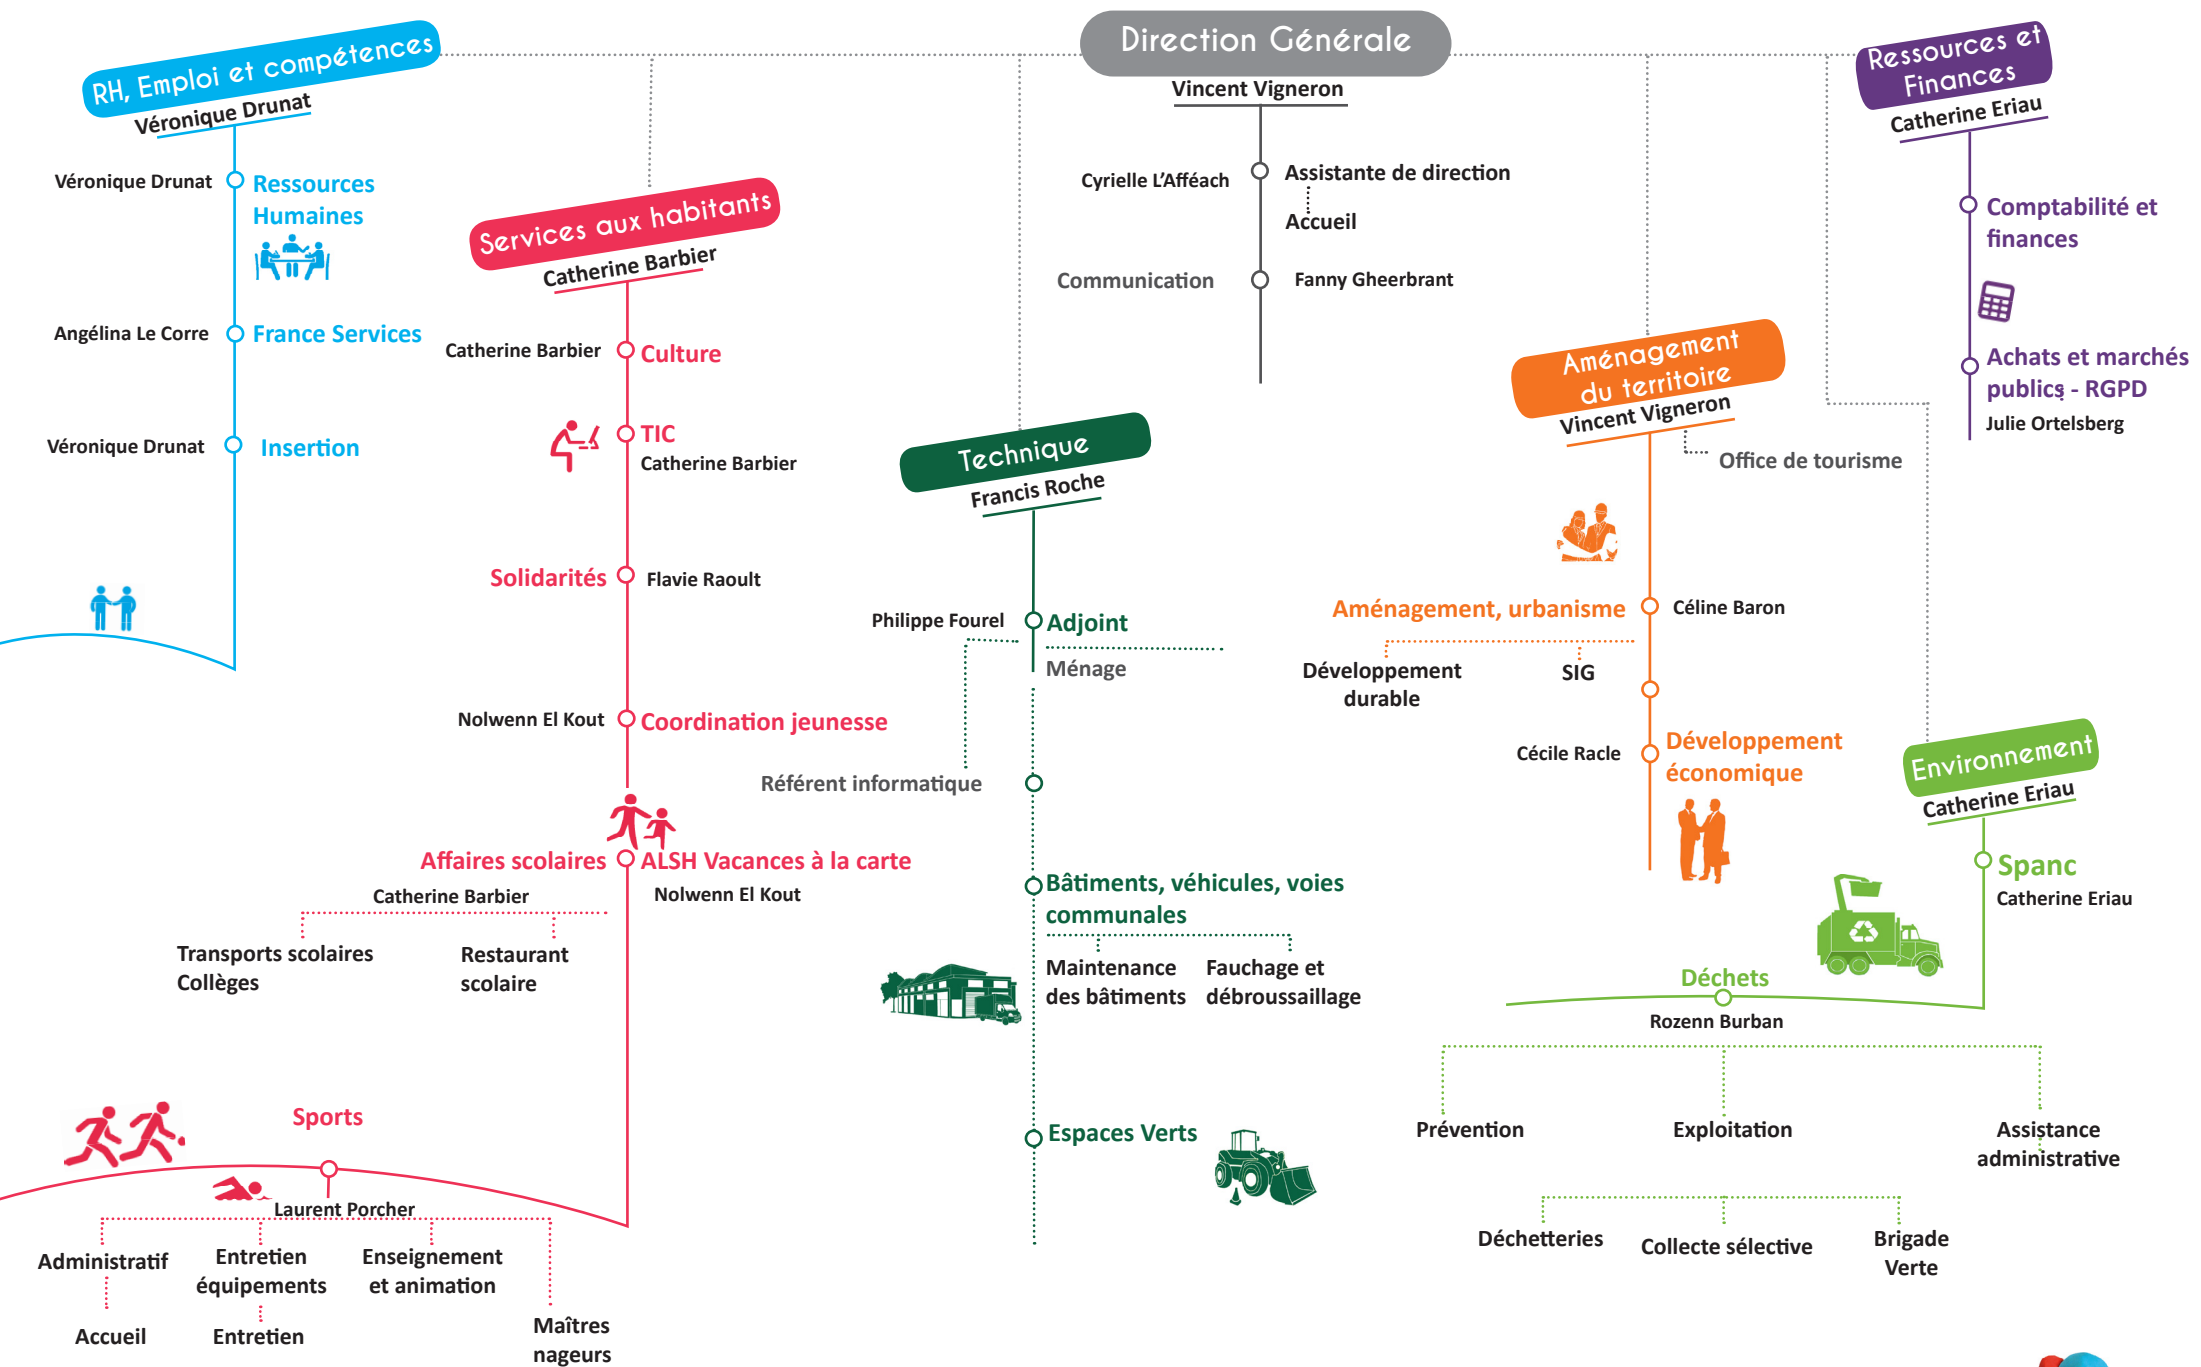 Direction Générale
Vincent Vigneron
Cyrielle L'Afféach
Assistante de direction
Accueil
Communication
Fanny Gheerbrant
RH, Emploi et compétences
Véronique Drunat
Véronique Drunat
Ressources
Humaines
Angélina Le Corre
France Services
Véronique Drunat
Insertion
Services aux habitants
Catherine Barbier
Catherine Barbier
Culture
TIC
Catherine Barbier
Solidarités
Flavie Raoult
Nolwenn El Kout
Coordination jeunesse
Affaires scolaires
Catherine Barbier
ALSH Vacances à la carte
Nolwenn El Kout
Transports scolaires
Collèges
Restaurant
scolaire
Sports
Laurent Porcher
Administratif
Accueil
Entretien
équipements
Entretien
Enseignement
et animation
Maîtres
nageurs
Technique
Francis Roche
Philippe Fourel
Adjoint
Ménage
Référent informatique
Bâtiments, véhicules, voies
communales
Maintenance
des bâtiments
Fauchage et
débroussaillage
Espaces Verts
Aménagement
du territoire
Vincent Vigneron
Office de tourisme
Aménagement, urbanisme
Céline Baron
Développement
durable
SIG
Cécile Racle
Développement
économique
Ressources et
Finances
Catherine Eriau
Comptabilité et
finances
Achats et marchés
publics - RGPD
Julie Ortelsberg
Environnement
Catherine Eriau
Spanc
Catherine Eriau
Déchets
Rozenn Burban
Prévention
Exploitation
Assistance
administrative
Déchetteries
Collecte sélective
Brigade
Verte